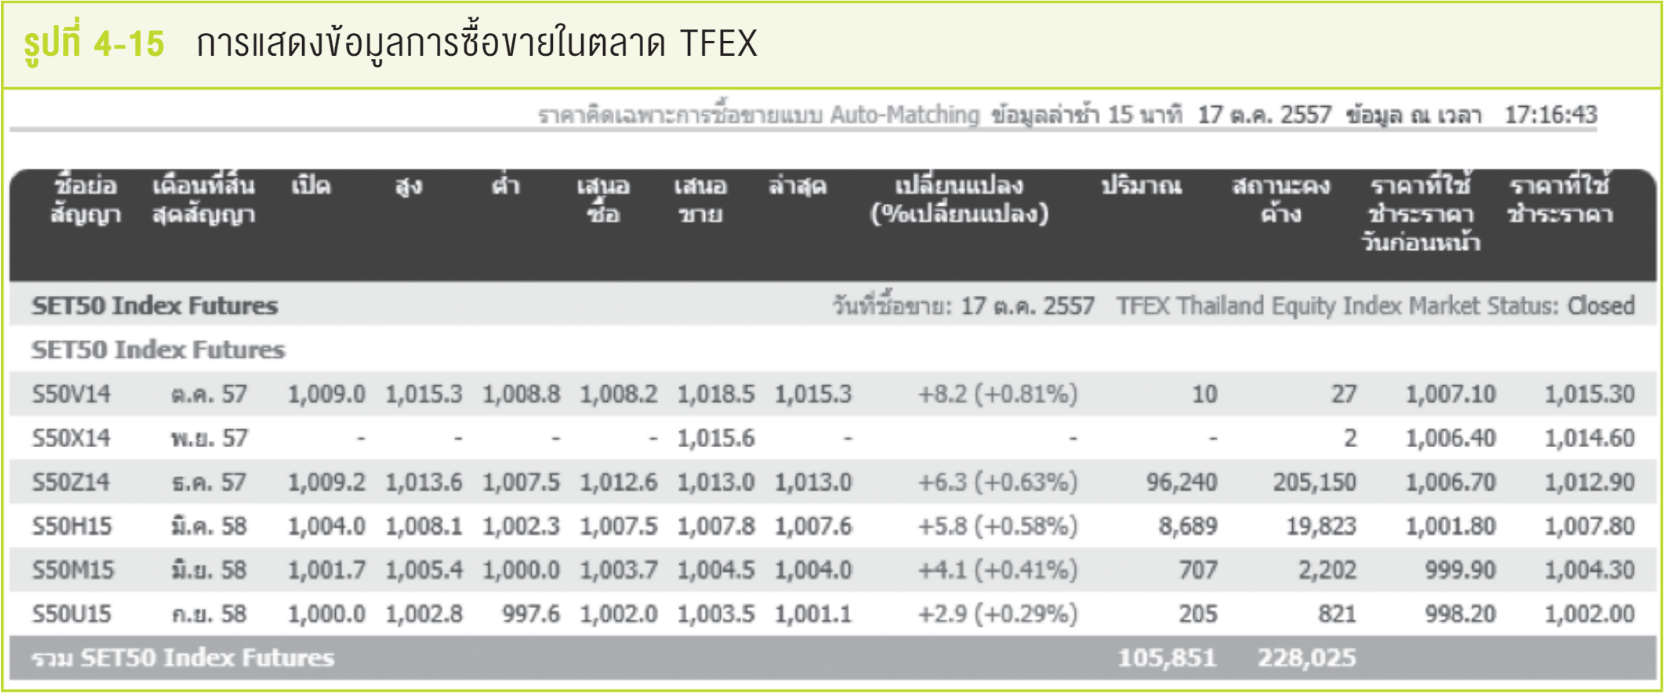 รูปที่ 4-15 การแสดงข้อมูลการซื้อขายในตลาด TFEX
ราคาคิดเฉพาะการซื้อขายแบบ Auto-Matching ข้อมูลล่าช้า 15 นาที 17 ต.ค. 2557 ข้อมูล ณ เวลา 17:16:43
ชื่อย่อ เดือนที่สิ้น เปิด สูง ต่ำ เสนอ เสนอ ล่าสุด เปลี่ยนแปลง ปริมาณ สถานะคง ราคาที่ใช้ ราคาที่ใช้
สัญญา สุดสัญญา ซื้อ ขาย (%เปลี่ยนแปลง) ค้าง ชำระราคา ชำระราคา
วันก่อนหน้า
SET50 Index Futures วันที่ซื้อขาย: 17 ต.ค. 2557 TFEX Thailand Equity Index Market Status: Closed
SET50 Index Futures
S50V14 ต.ค. 57 1,009.0 1,015.3 1,008.8 1,008.2 1,018.5 1,015.3 +8.2 (+0.81%) 10 27 1,007.10 1,015.30
S50X14 พ.ย. 57 - - - - 1,015.6 - - - 2 1,006.40 1,014.60
S50Z14 ธ.ค. 57 1,009.2 1,013.6 1,007.5 1,012.6 1,013.0 1,013.0 +6.3 (+0.63%) 96,240 205,150 1,006.70 1,012.90
S50H15 มี.ค. 58 1,004.0 1,008.1 1,002.3 1,007.5 1,007.8 1,007.6 +5.8 (+0.58%) 8,689 19,823 1,001.80 1,007.80
S50M15 มิ.ย. 58 1,001.7 1,005.4 1,000.0 1,003.7 1,004.5 1,004.0 +4.1 (+0.41%) 707 2,202 999.90 1,004.30
S50U15 ก.ย. 58 1,000.0 1,002.8 997.6 1,002.0 1,003.5 1,001.1 +2.9 (+0.29%) 205 821 998.20 1,002.00
รวม SET50 Index Futures 105,851 228,025